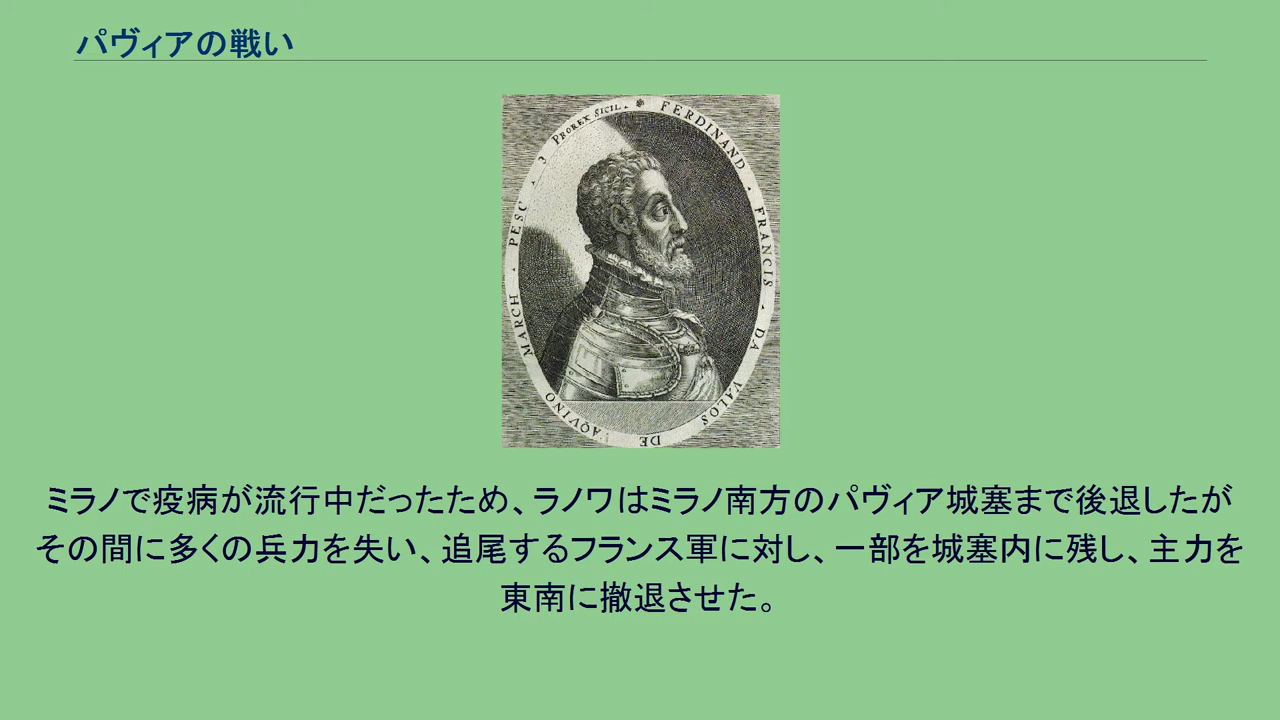 パヴィアの戦い
PROREX SICIL. FERDINAND. FRANCIS. DA VALOS DE AQVINO MARCH. PESC
ミラノで疫病が流行中だったため、ラノワはミラノ南方のパヴィア城塞まで後退したが
その間に多くの兵力を失い、追尾するフランス軍に対し、一部を城塞内に残し、主力を
東南に撤退させた。